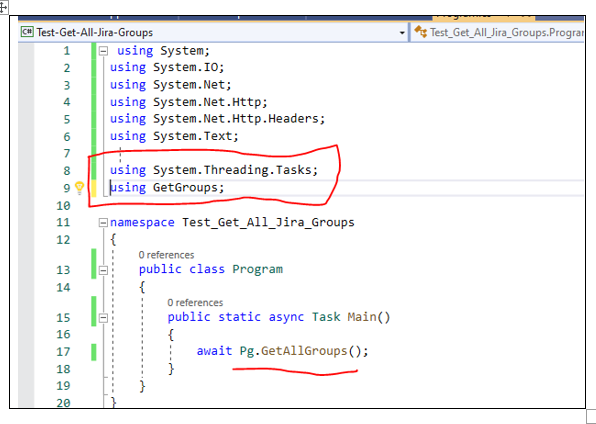 C# Test-Get-All-Jira-Groups Test_Get_All_Jira_Groups.Progra
1 using System;
2 using System.IO;
3 using System.Net;
4 using System.Net.Http;
5 using System.Net.Http.Headers;
6 using System.Text;
7
8 using System.Threading.Tasks;
9 using GetGroups;
10
11 namespace Test_Get_All_Jira_Groups
12 {
0 references
13 public class Program
14 {
0 references
15 public static async Task Main()
16 {
17 await Pg.GetAllGroups();
18 }
19 }
20 }